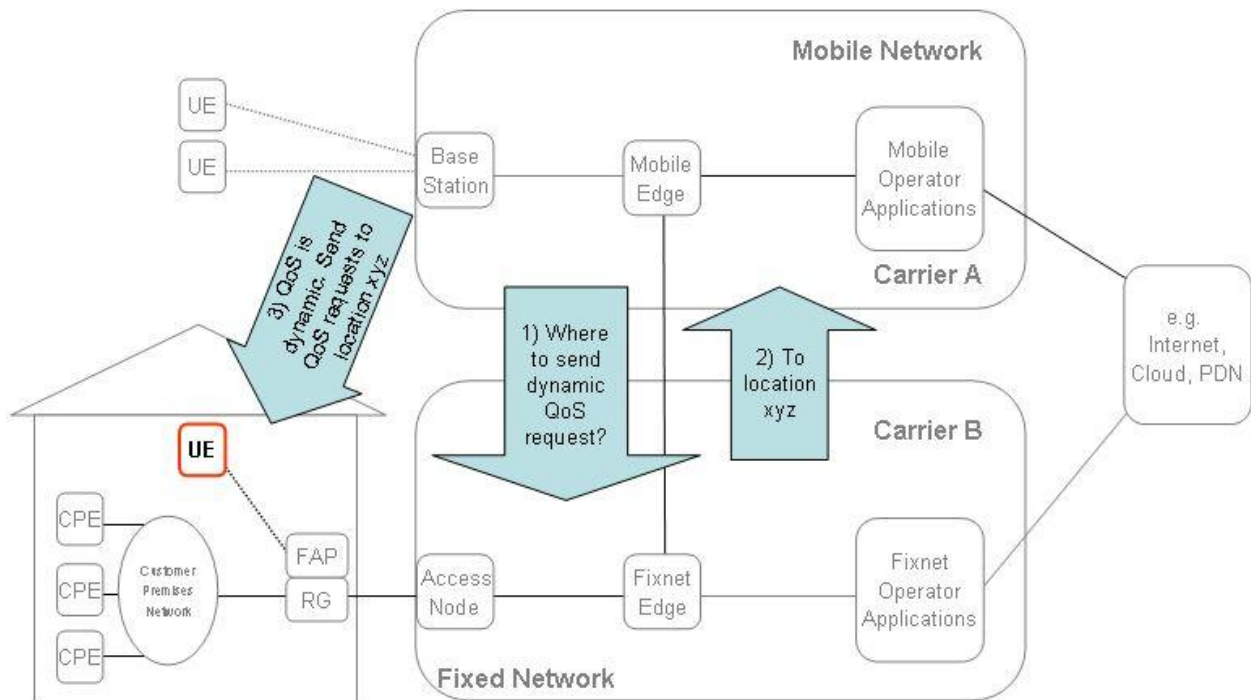 Mobile Network
UE
UE
Base
Station
Mobile
Edge
Mobile
Operator
Applications
Carrier A
3) QoS is
dynamic. Send
QoS requests to
location xyz
1) Where
to send
dynamic
QoS
request?
2) To
location
xyz
e.g.
Internet,
Cloud, PDN
Carrier B
UE
CPE
CPE
CPE
Customer
Premises
Network
FAP
RG
Access
Node
Fixnet
Edge
Fixnet
Operator
Applications
Fixed Network